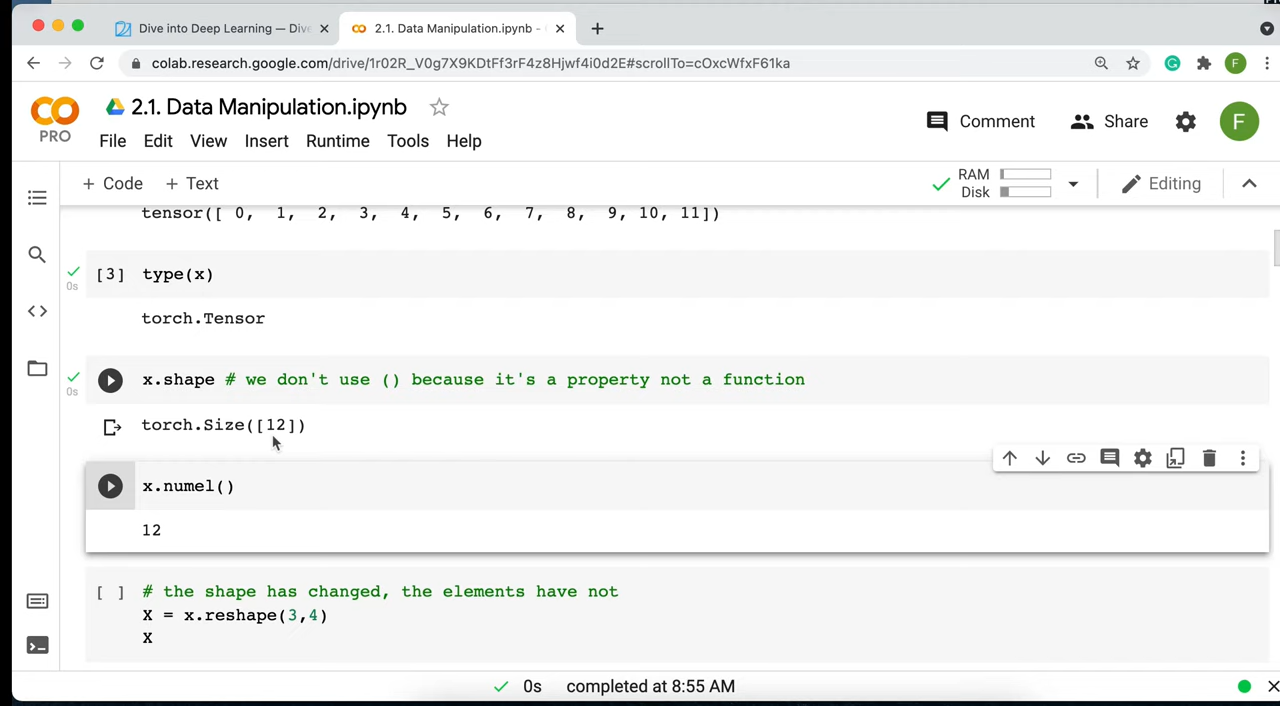 Dive into Deep Learning — Dive
2.1. Data Manipulation.ipynb -
colab.research.google.com/drive/1r02R_V0g7X9KDtFf3rF4z8Hjwf4i0d2E#scrollTo=cOxcWfxF61ka
F
PRO
2.1. Data Manipulation.ipynb
File Edit View Insert Runtime Tools Help
Comment
Share
F
+ Code + Text
RAM
Disk
Editing
tensor([ 0, 1, 2, 3, 4, 5, 6, 7, 8, 9, 10, 11])
[3] type(x)
0s
torch.Tensor
x.shape # we don't use () because it's a property not a function
0s
torch.Size([12])
x.numel()
12
[ ] # the shape has changed, the elements have not
X = x.reshape(3,4)
X
0s completed at 8:55 AM